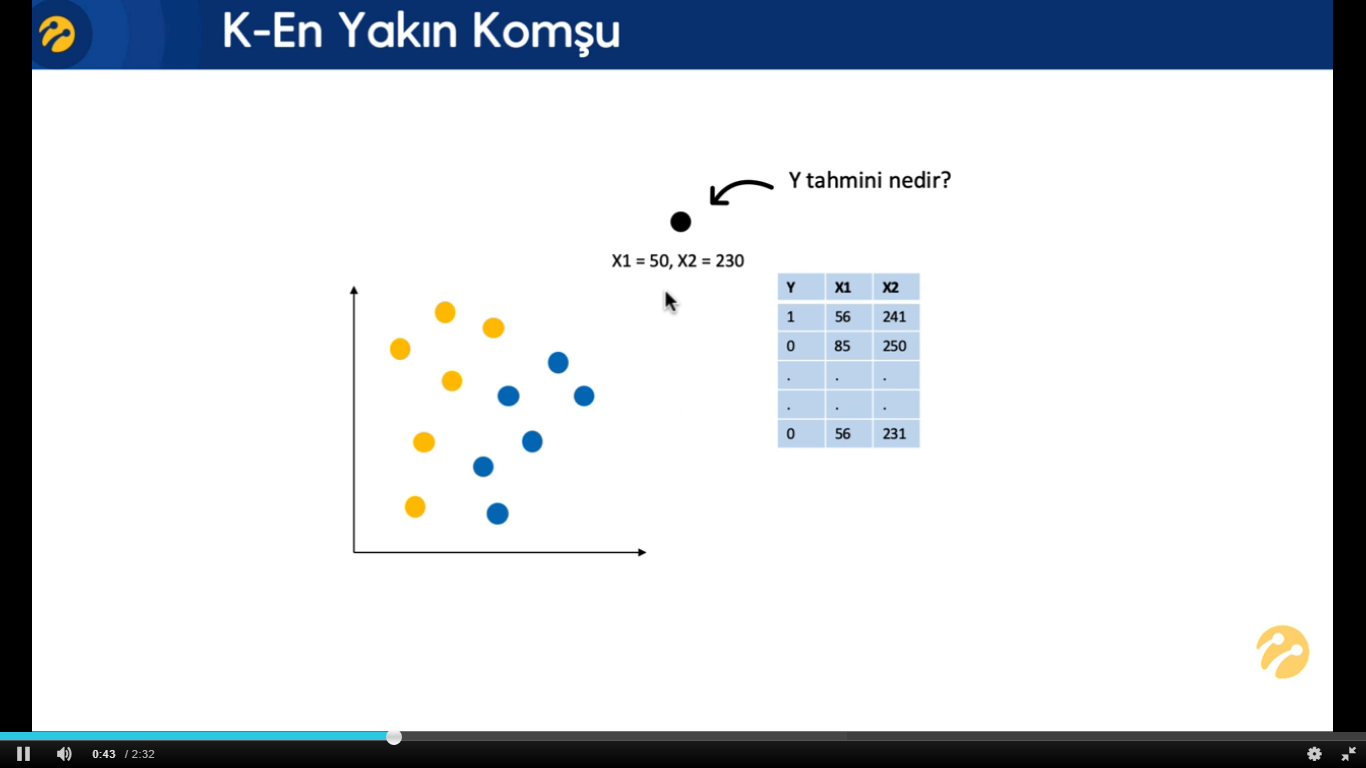 K-En Yakın Komşu
Y tahmini nedir?
X1 = 50, X2 = 230
Y X1 X2
1 56 241
0 85 250
. . .
. . .
0 56 231
0:43 / 2:32